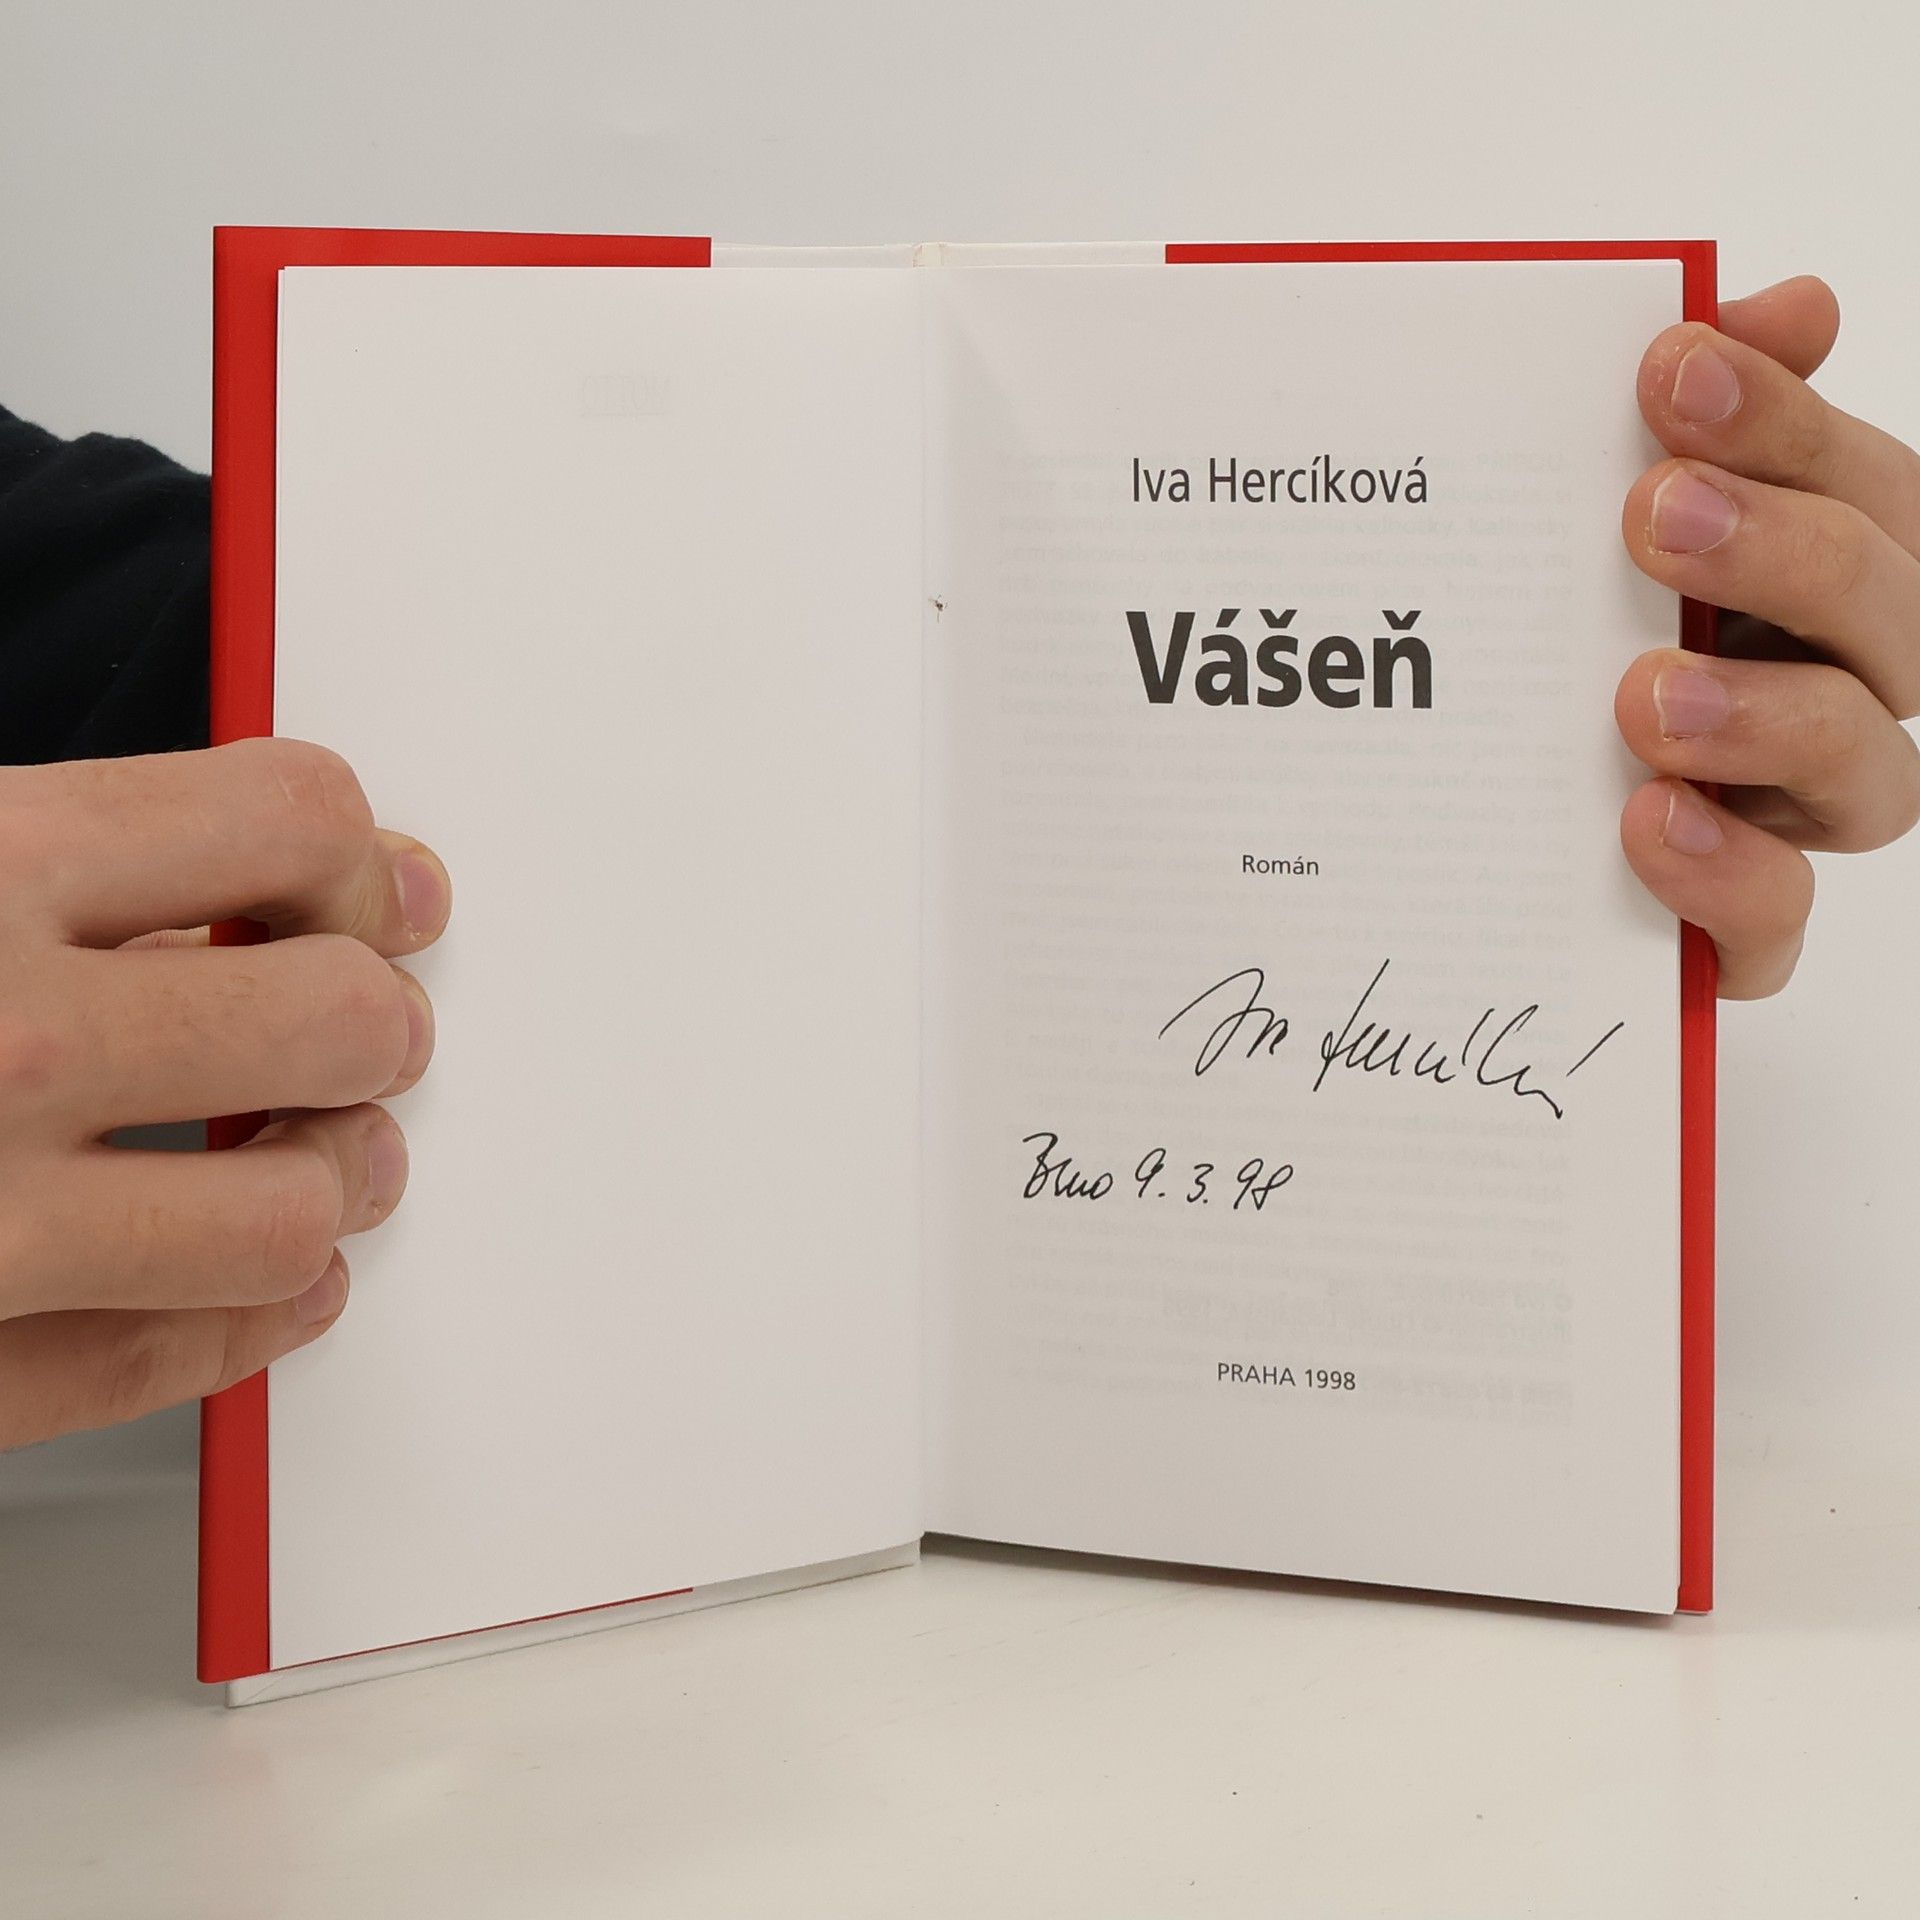 Iva Hercíková
Vášeň
Román
Iva Hercíková
Brno 9. 3. 98
PRAHA 1998